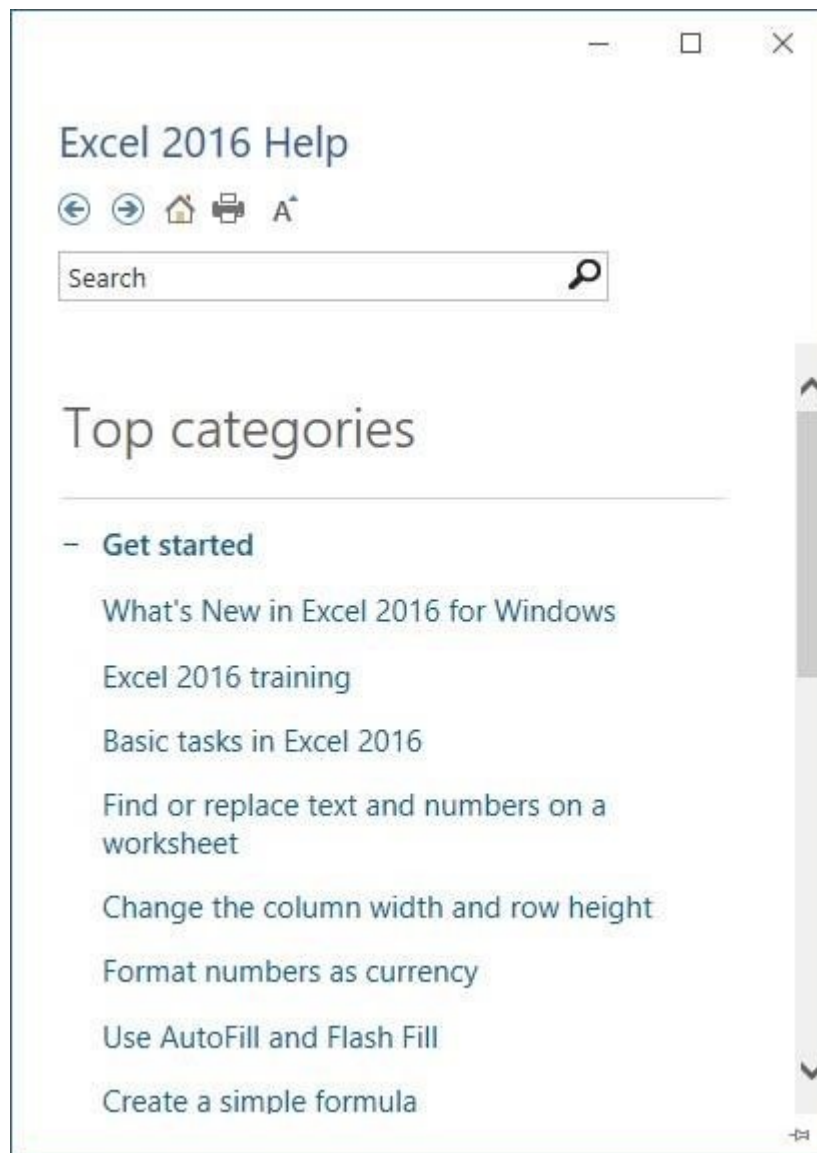 Excel 2016 Help
A
Search
Top categories
– Get started
What's New in Excel 2016 for Windows
Excel 2016 training
Basic tasks in Excel 2016
Find or replace text and numbers on a
worksheet
Change the column width and row height
Format numbers as currency
Use AutoFill and Flash Fill
Create a simple formula